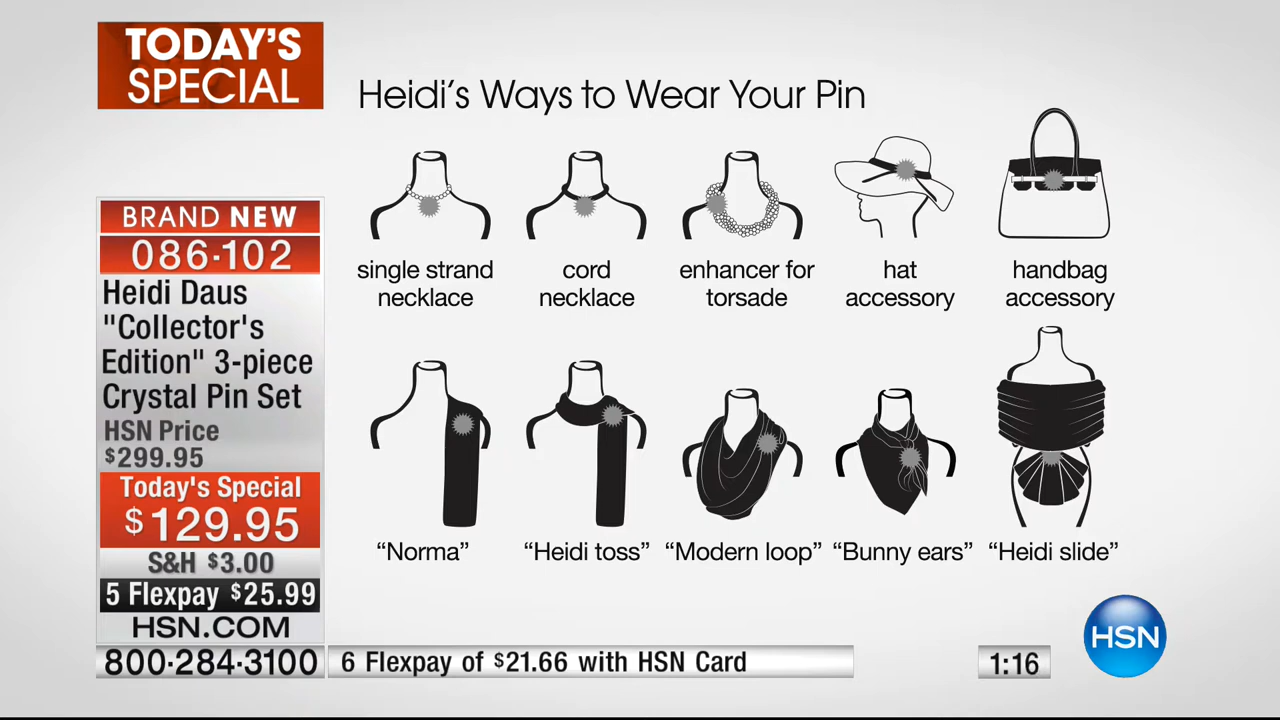 TODAY'S
SPECIAL
Heidi's Ways to Wear Your Pin
single strand
necklace
cord
necklace
enhancer for
torsade
hat
accessory
handbag
accessory
"Norma"
"Heidi toss"
"Modern loop"
"Bunny ears"
"Heidi slide"
BRAND NEW
086·102
Heidi Daus
"Collector's
Edition" 3-piece
Crystal Pin Set
HSN Price
$299.95
Today's Special
$129.95
S&H $3.00
5 Flexpay $25.99
HSN.COM
800·284·3100
6 Flexpay of $21.66 with HSN Card
1:16
HSN